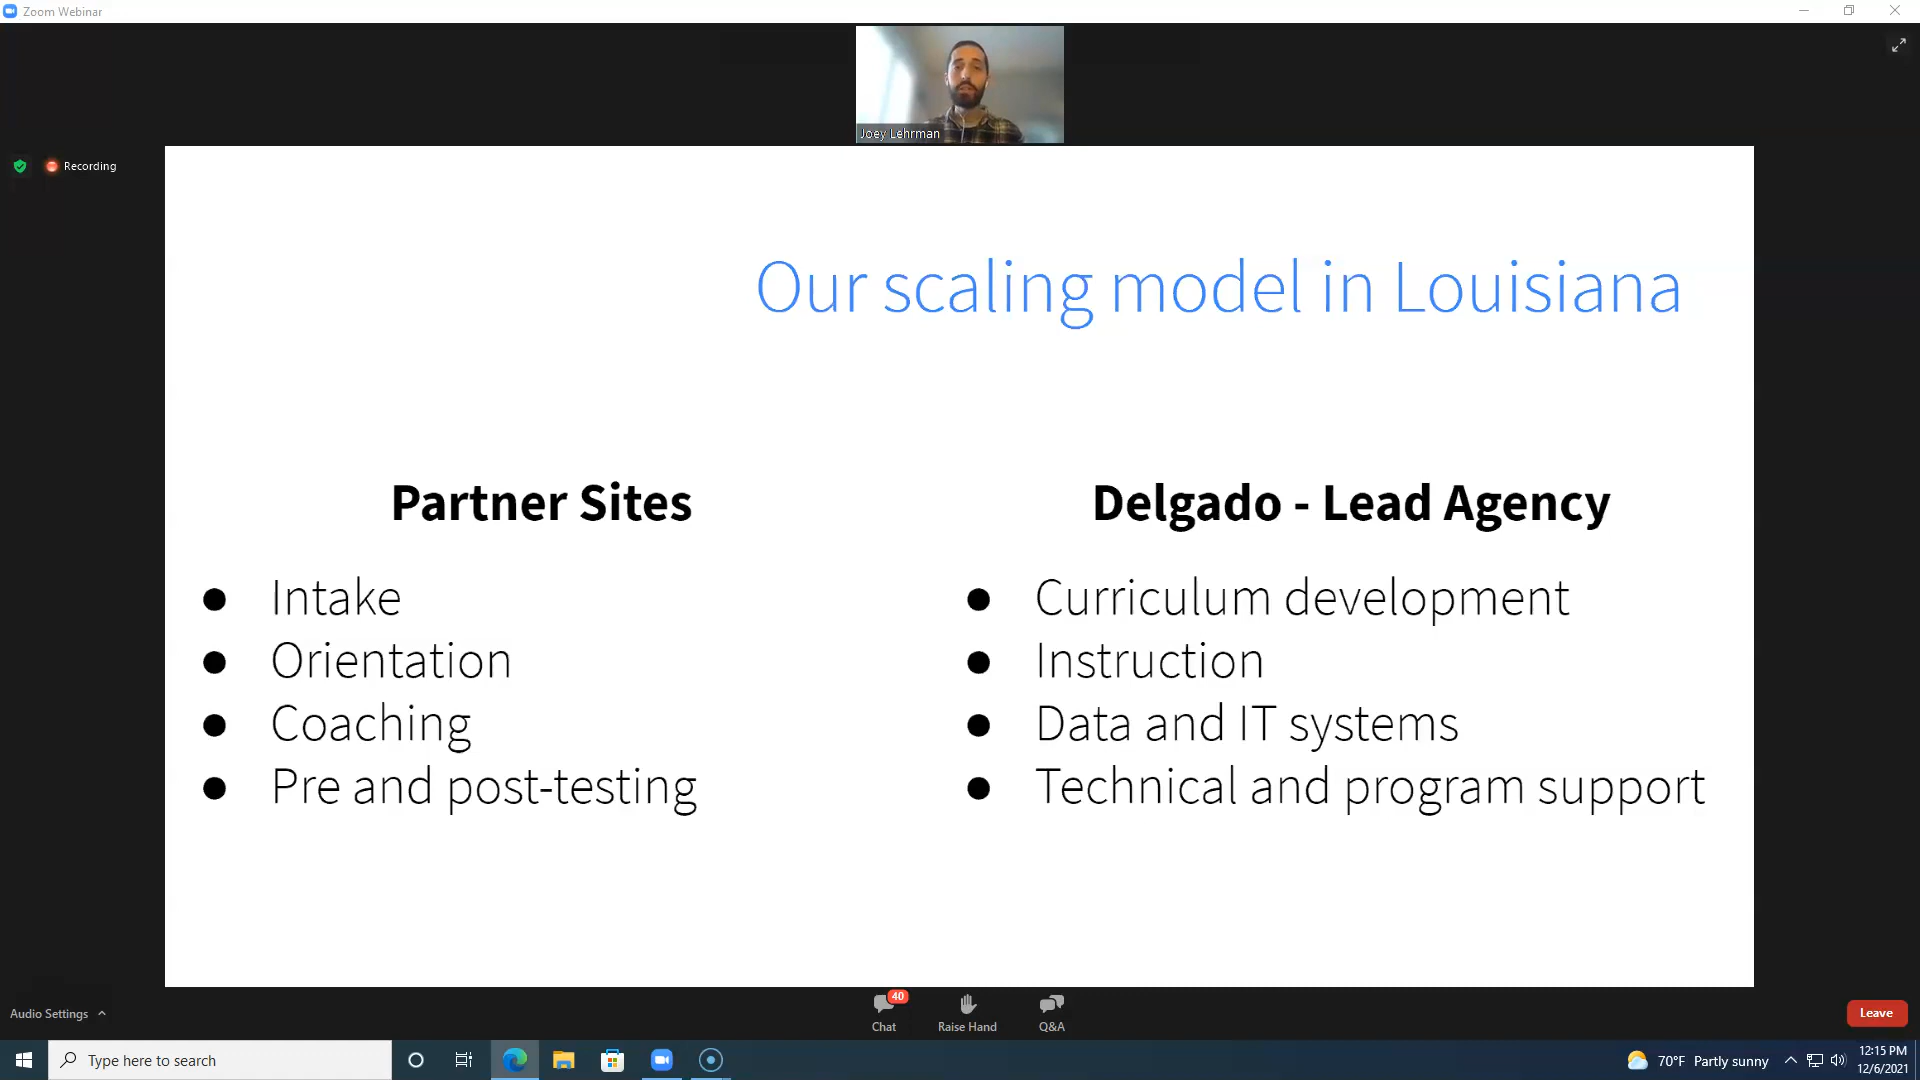 Zoom Webinar
Joey Lehrman
Recording
Our scaling model in Louisiana
Partner Sites
● Intake
● Orientation
● Coaching
● Pre and post-testing
Delgado - Lead Agency
● Curriculum development
● Instruction
● Data and IT systems
● Technical and program support
Audio Settings
40
Chat
Raise Hand
Q&A
Leave
Type here to search
70°F Partly sunny
12:15 PM
12/6/2021